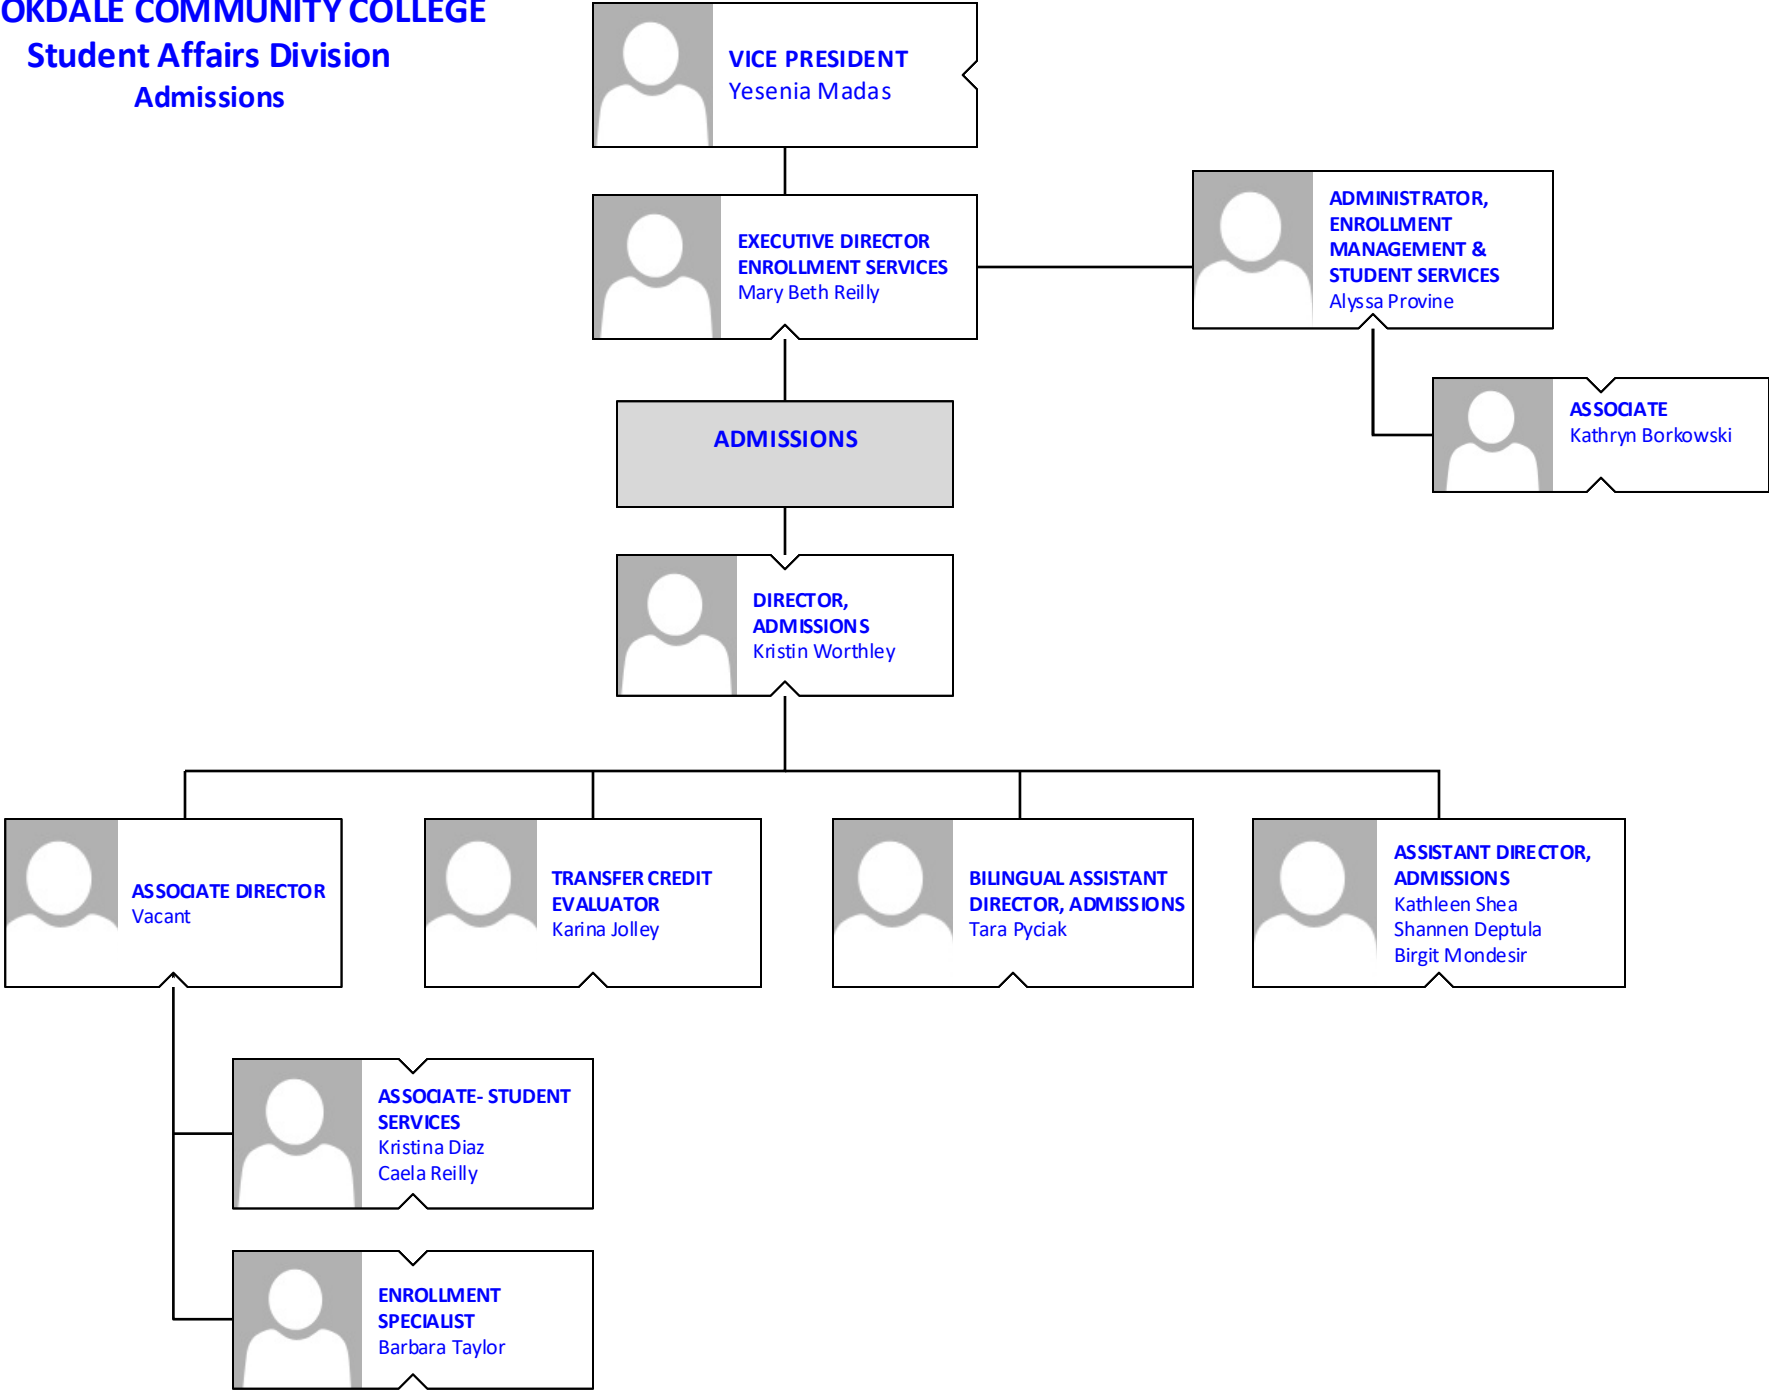 OKDALE COMMUNITY COLLEGE
Student Affairs Division
Admissions
VICE PRESIDENT
Yesenia Madas
EXECUTIVE DIRECTOR
ENROLLMENT SERVICES
Mary Beth Reilly
ADMINISTRATOR,
ENROLLMENT
MANAGEMENT &
STUDENT SERVICES
Alyssa Provine
ASSOCIATE
Kathryn Borkowski
ADMISSIONS
DIRECTOR,
ADMISSIONS
Kristin Worthley
ASSOCIATE DIRECTOR
Vacant
TRANSFER CREDIT
EVALUATOR
Karina Jolley
BILINGUAL ASSISTANT
DIRECTOR, ADMISSIONS
Tara Pyciak
ASSISTANT DIRECTOR,
ADMISSIONS
Kathleen Shea
Shannen Deptula
Birgit Mondesir
ASSOCIATE- STUDENT
SERVICES
Kristina Diaz
Caela Reilly
ENROLLMENT
SPECIALIST
Barbara Taylor